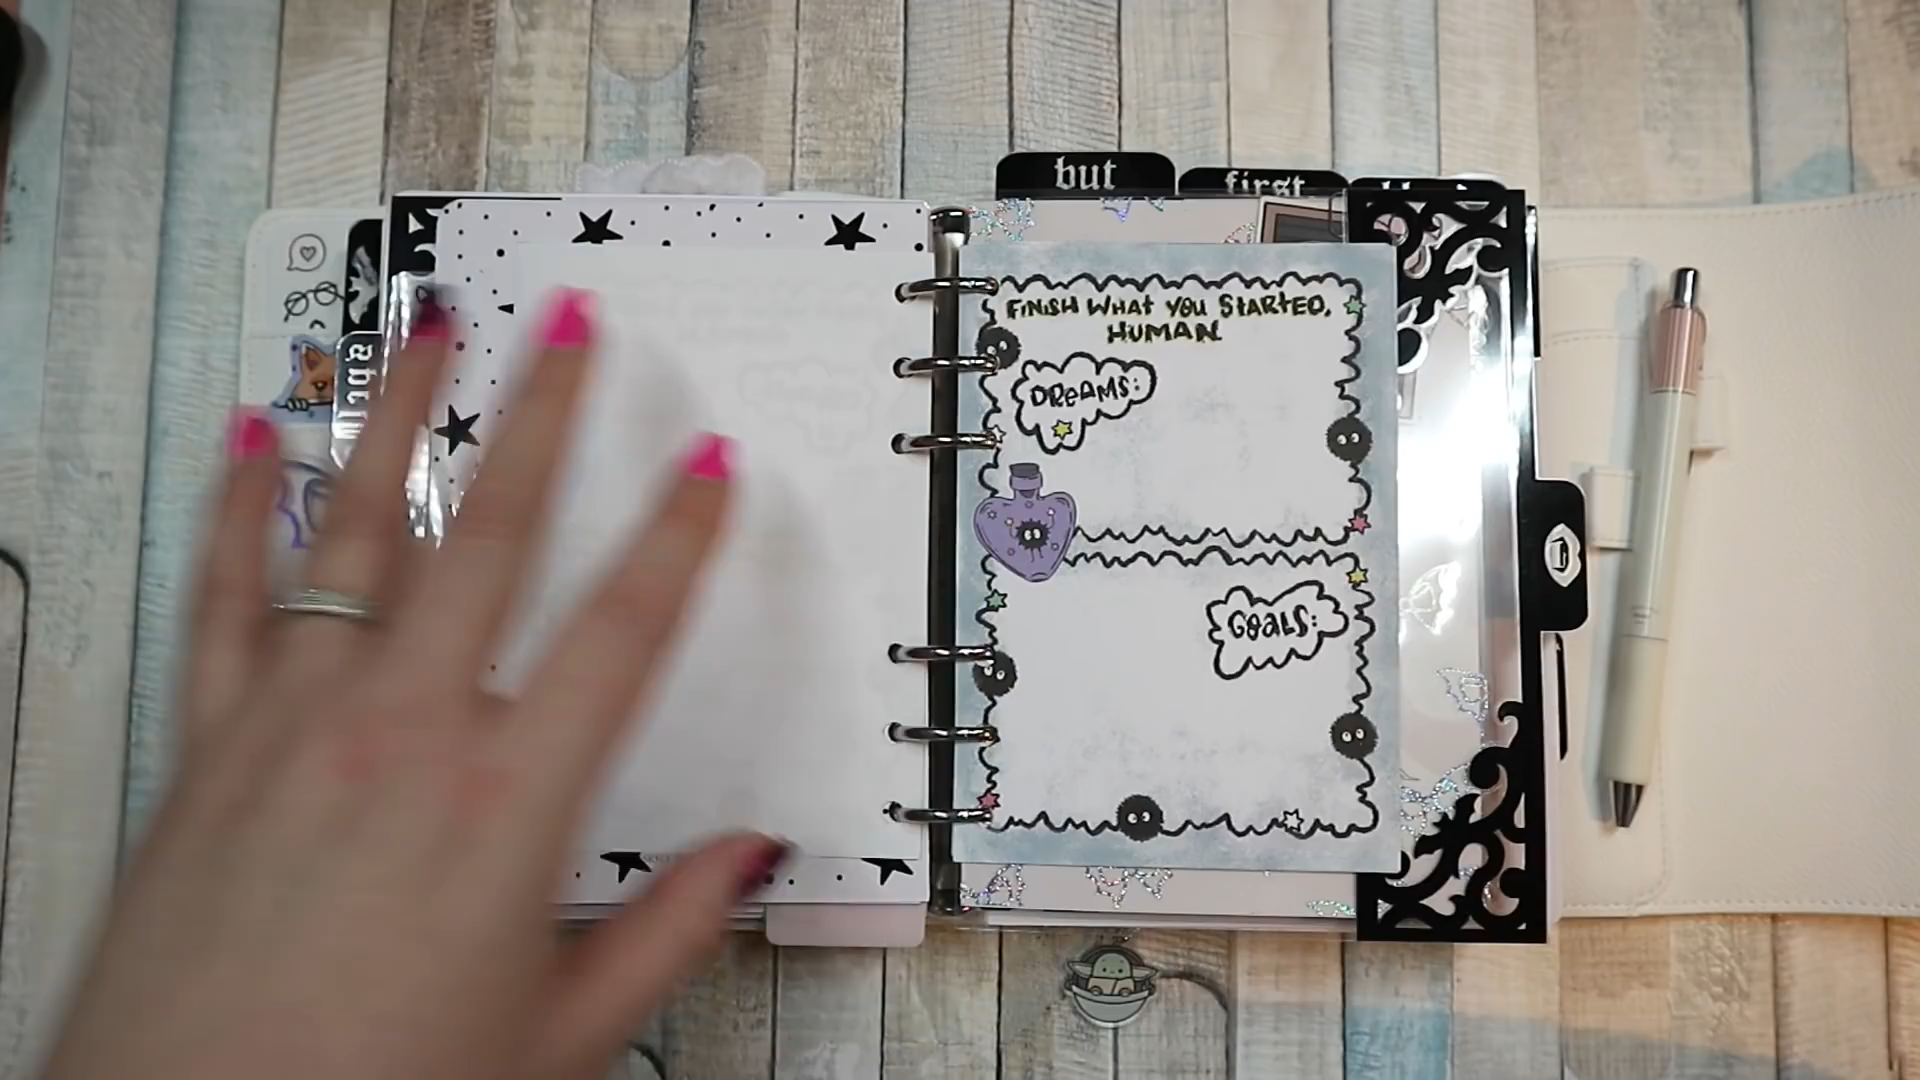 but
first
FINISH WHAT YOU STARTED,
HUMAN
DREAMS:
GOALS: